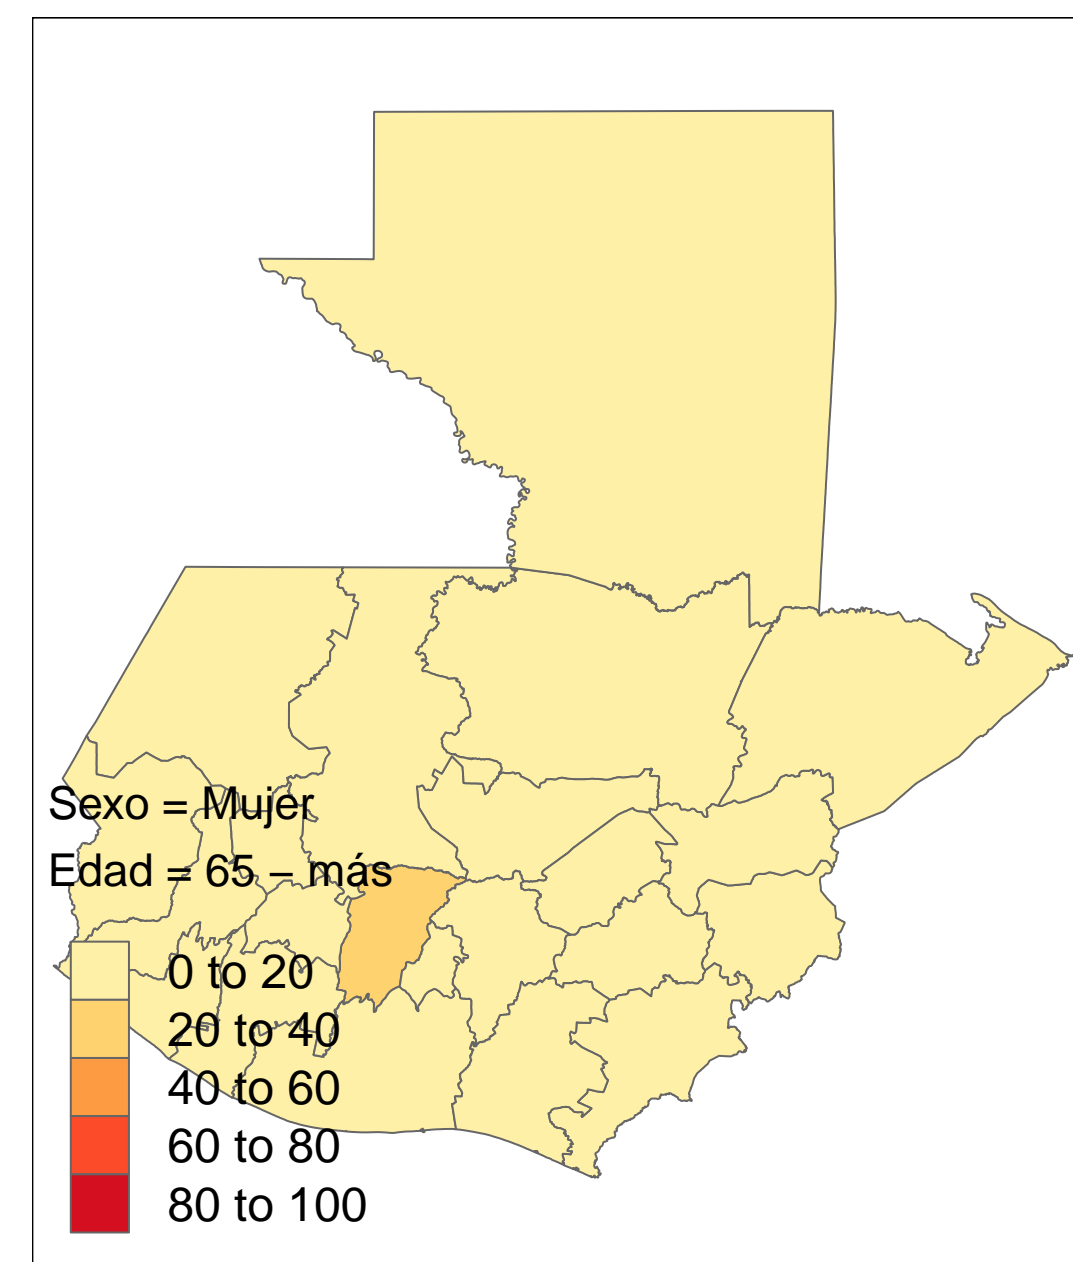 Sexo = Mujer
Edad = 65 – más
0 to 20
20 to 40
40 to 60
60 to 80
80 to 100